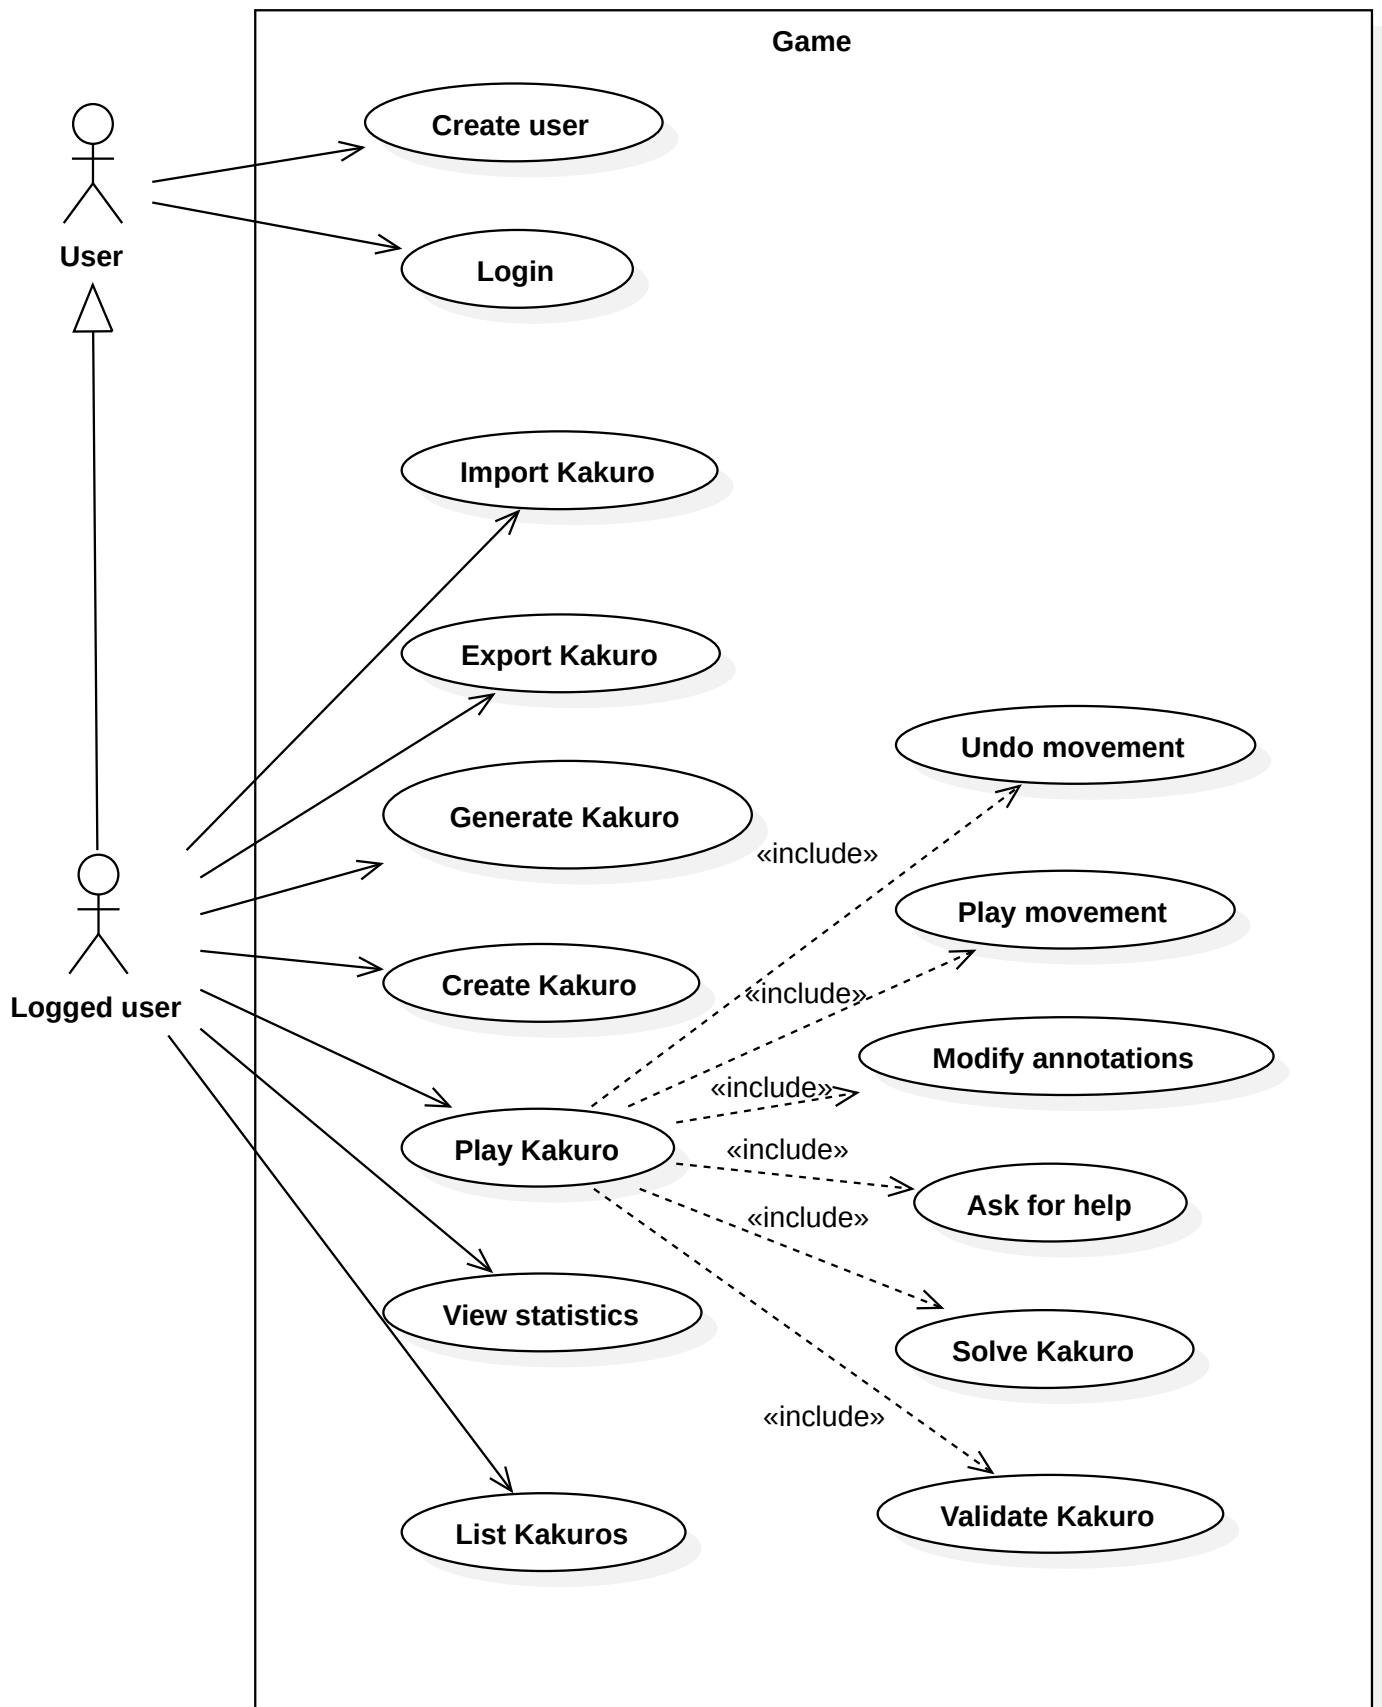 Game
Create user
User
Login
Import Kakuro
Export Kakuro
Undo movement
Generate Kakuro
«include»
Play movement
Create Kakuro
«include»
Logged user
Modify annotations
«include»
Play Kakuro
«include»
Ask for help
«include»
View statistics
Solve Kakuro
«include»
List Kakuros
Validate Kakuro